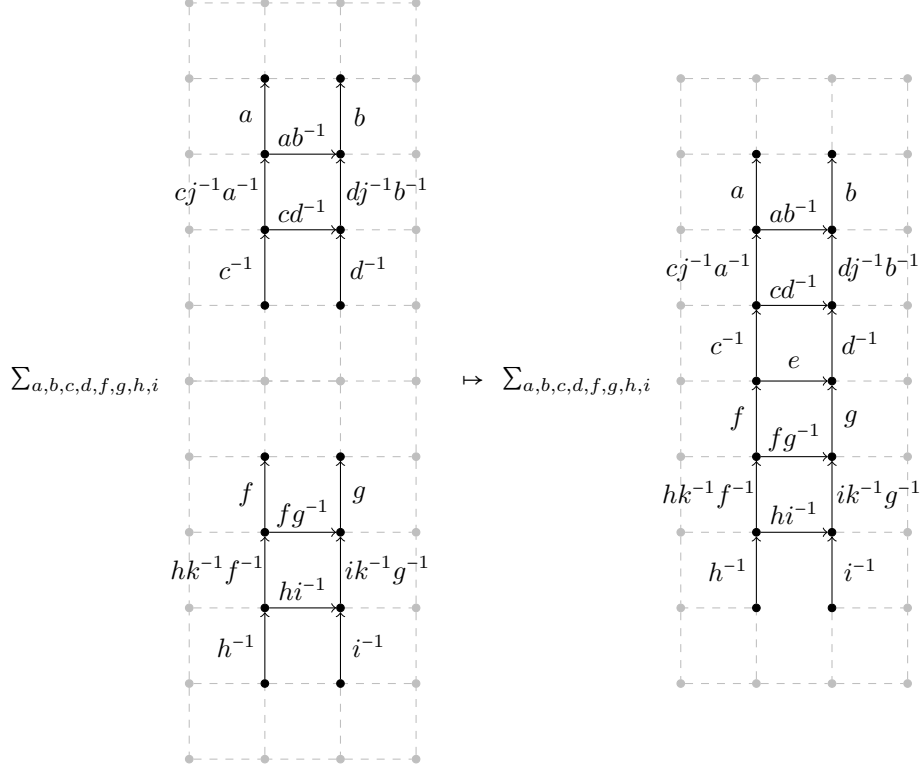 a b
ab⁻¹
cj⁻¹a⁻¹ dj⁻¹b⁻¹
cd⁻¹
c⁻¹ d⁻¹
∑a,b,c,d,f,g,h,i
f g
fg⁻¹
hk⁻¹f⁻¹ ik⁻¹g⁻¹
hi⁻¹
h⁻¹ i⁻¹
↦ ∑a,b,c,d,f,g,h,i
a b
ab⁻¹
cj⁻¹a⁻¹ dj⁻¹b⁻¹
cd⁻¹
c⁻¹ d⁻¹
e
f g
fg⁻¹
hk⁻¹f⁻¹ ik⁻¹g⁻¹
hi⁻¹
h⁻¹ i⁻¹